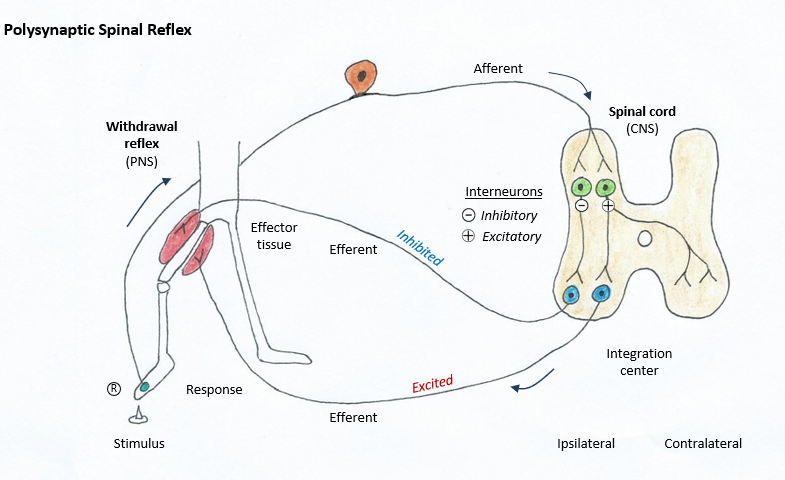 Polysynaptic Spinal Reflex
Afferent
Withdrawal
reflex
(PNS)
Spinal cord
(CNS)
Interneurons
⊖ Inhibitory
⊕ Excitatory
−
+
Effector
tissue
Efferent
Inhibited
Integration
center
Ⓡ
Response
Excited
Efferent
Stimulus
Ipsilateral
Contralateral